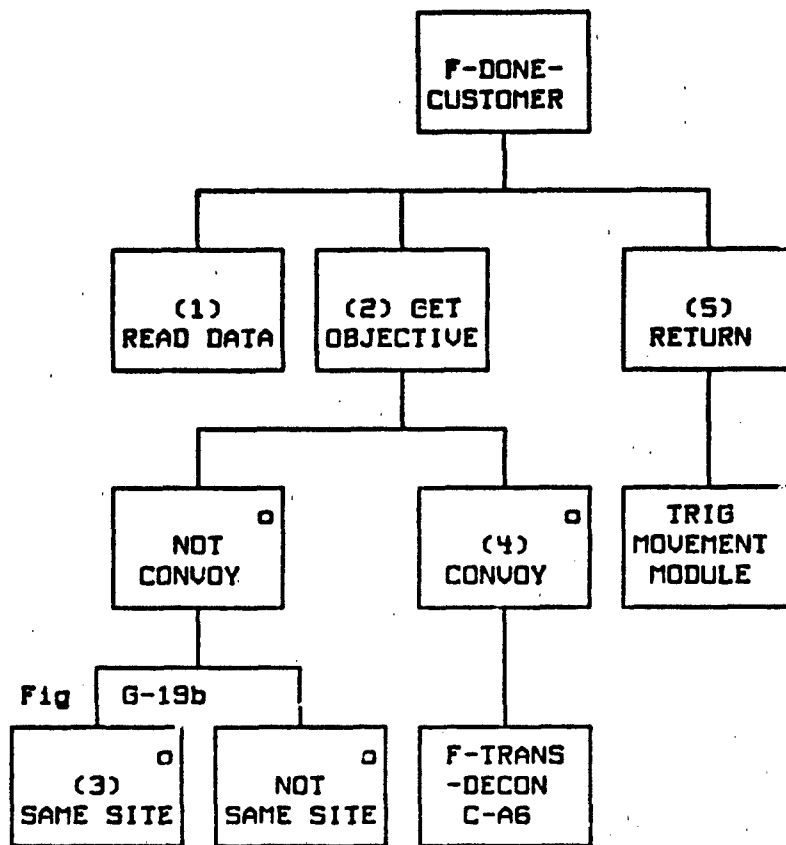 F-DONE-
CUSTOMER
(1)
READ DATA
(2) GET
OBJECTIVE
(5)
RETURN
NOT
CONVOY
(4)
CONVOY
TRIG
MOVEMENT
MODULE
Fig G-19b
(3)
SAME SITE
NOT
SAME SITE
F-TRANS
-DECON
C-A6